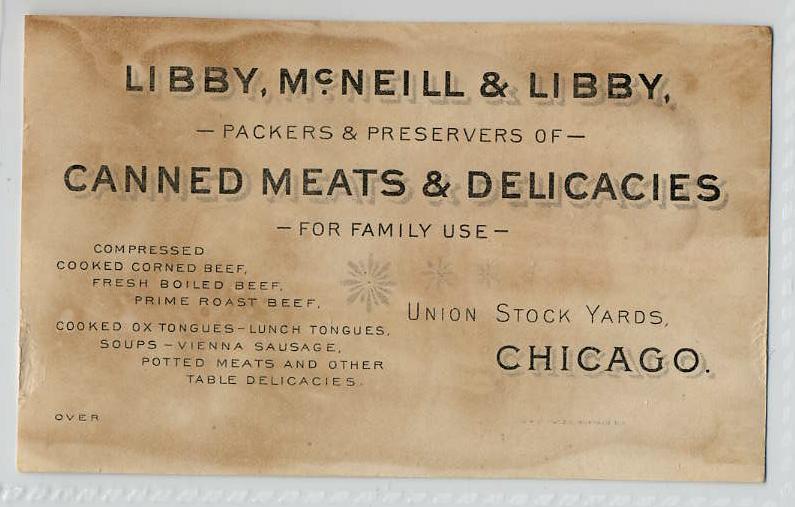 LIBBY, McNEILL & LIBBY,
— PACKERS & PRESERVERS OF —
CANNED MEATS & DELICACIES
— FOR FAMILY USE —
COMPRESSED
COOKED CORNED BEEF,
FRESH BOILED BEEF,
PRIME ROAST BEEF,
COOKED OX TONGUES – LUNCH TONGUES,
SOUPS – VIENNA SAUSAGE,
POTTED MEATS AND OTHER
TABLE DELICACIES.
UNION STOCK YARDS,
CHICAGO.
OVER